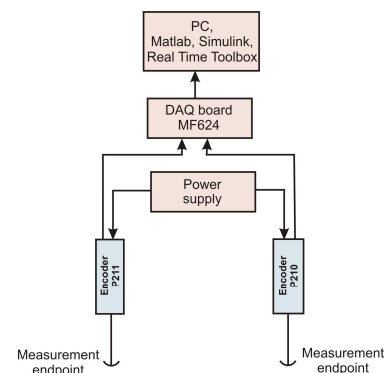 PC,
Matlab, Simulink,
Real Time Toolbox
DAQ board
MF624
Power
supply
Encoder
P211
Encoder
P210
Measurement
endpoint
Measurement
endpoint